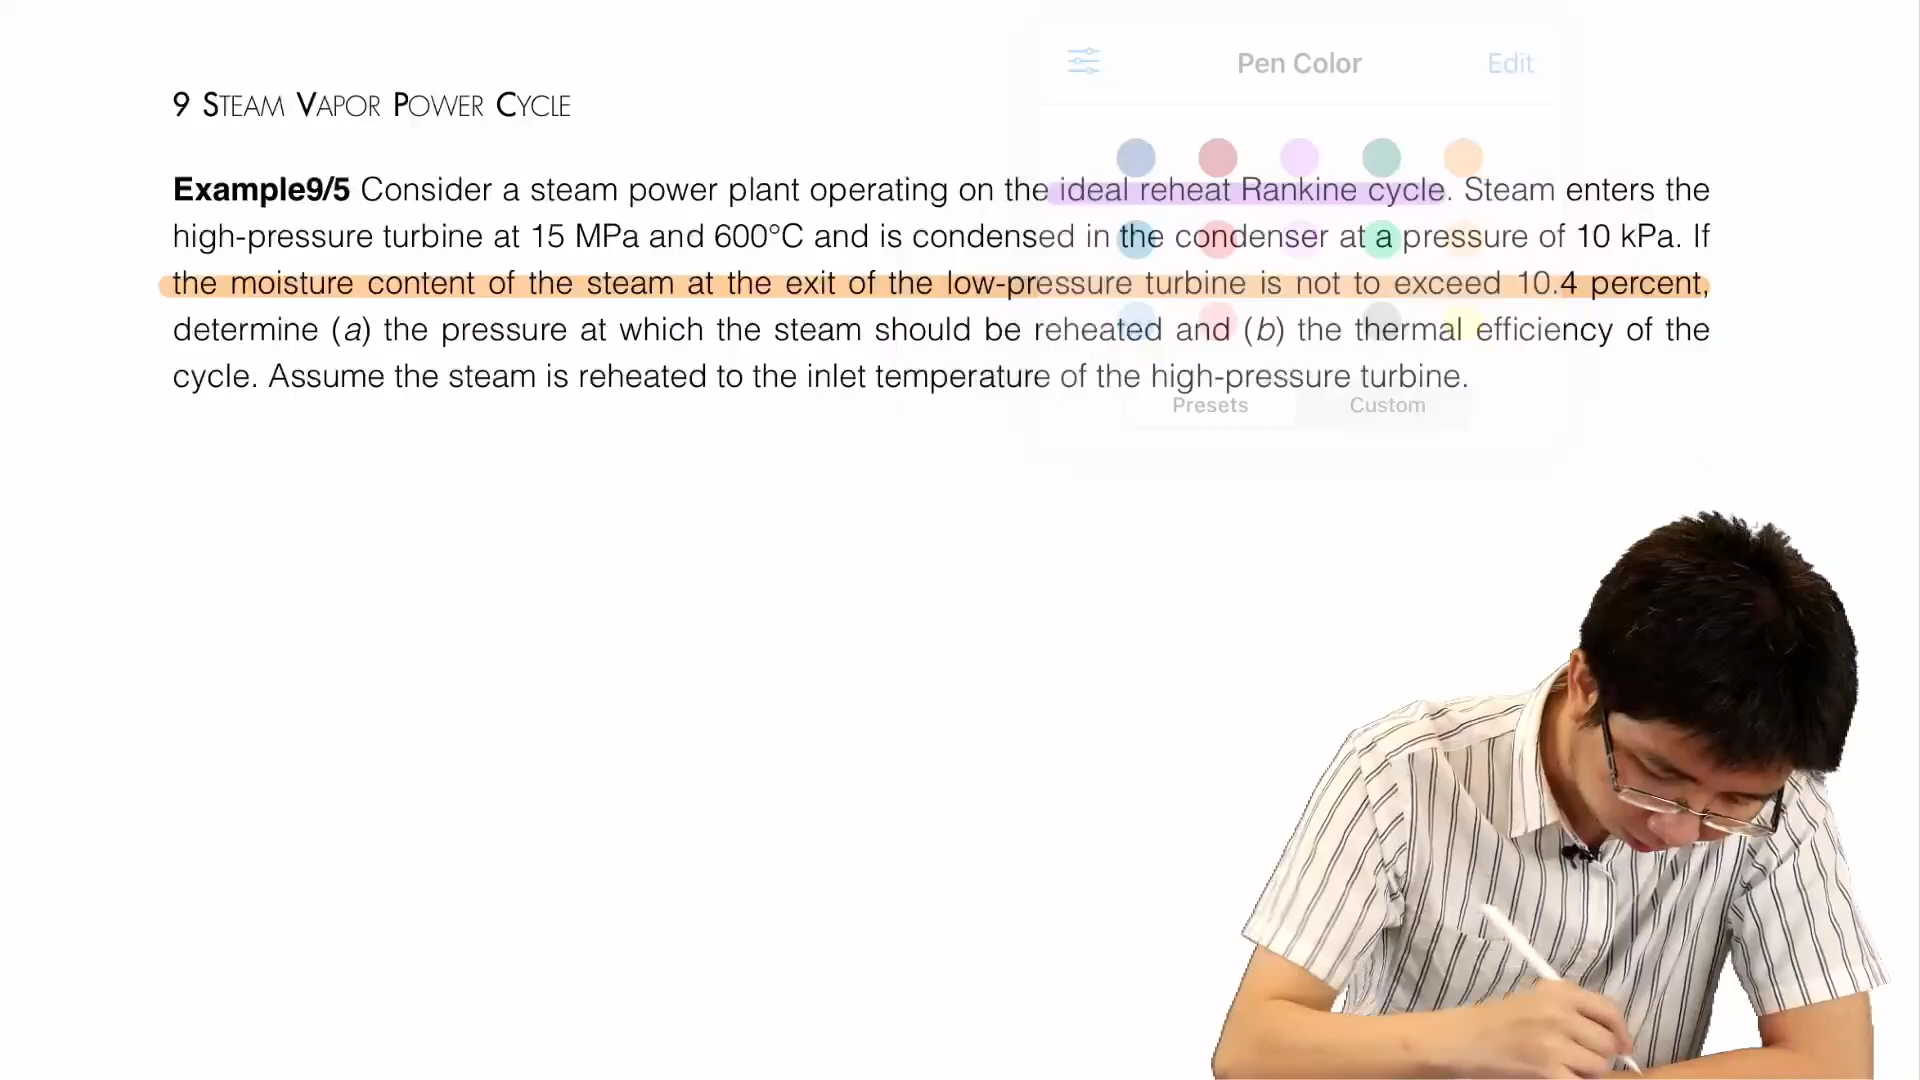 Pen Color
Edit
9 STEAM VAPOR POWER CYCLE
Example9/5 Consider a steam power plant operating on the ideal reheat Rankine cycle. Steam enters the
high-pressure turbine at 15 MPa and 600°C and is condensed in the condenser at a pressure of 10 kPa. If
the moisture content of the steam at the exit of the low-pressure turbine is not to exceed 10.4 percent,
determine (a) the pressure at which the steam should be reheated and (b) the thermal efficiency of the
cycle. Assume the steam is reheated to the inlet temperature of the high-pressure turbine.
Presets
Custom